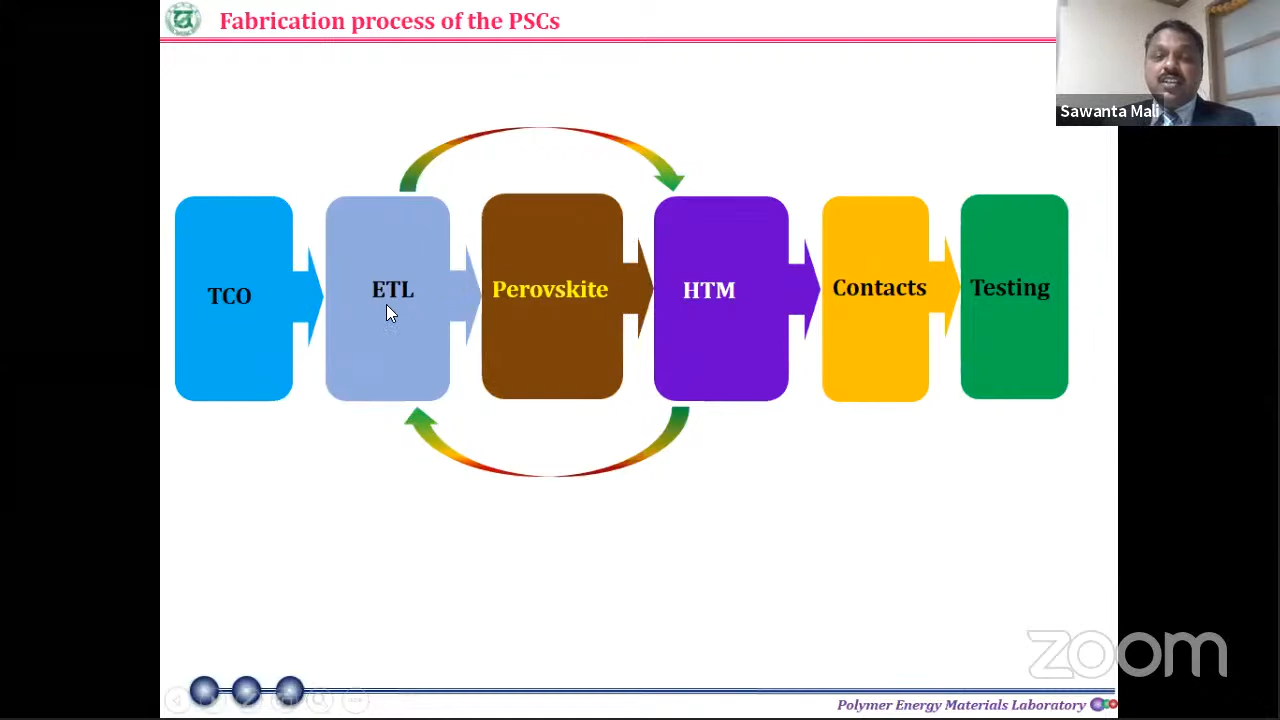 Fabrication process of the PSCs
Sawanta Mali
TCO
ETL
Perovskite
HTM
Contacts
Testing
zoom
Polymer Energy Materials Laboratory